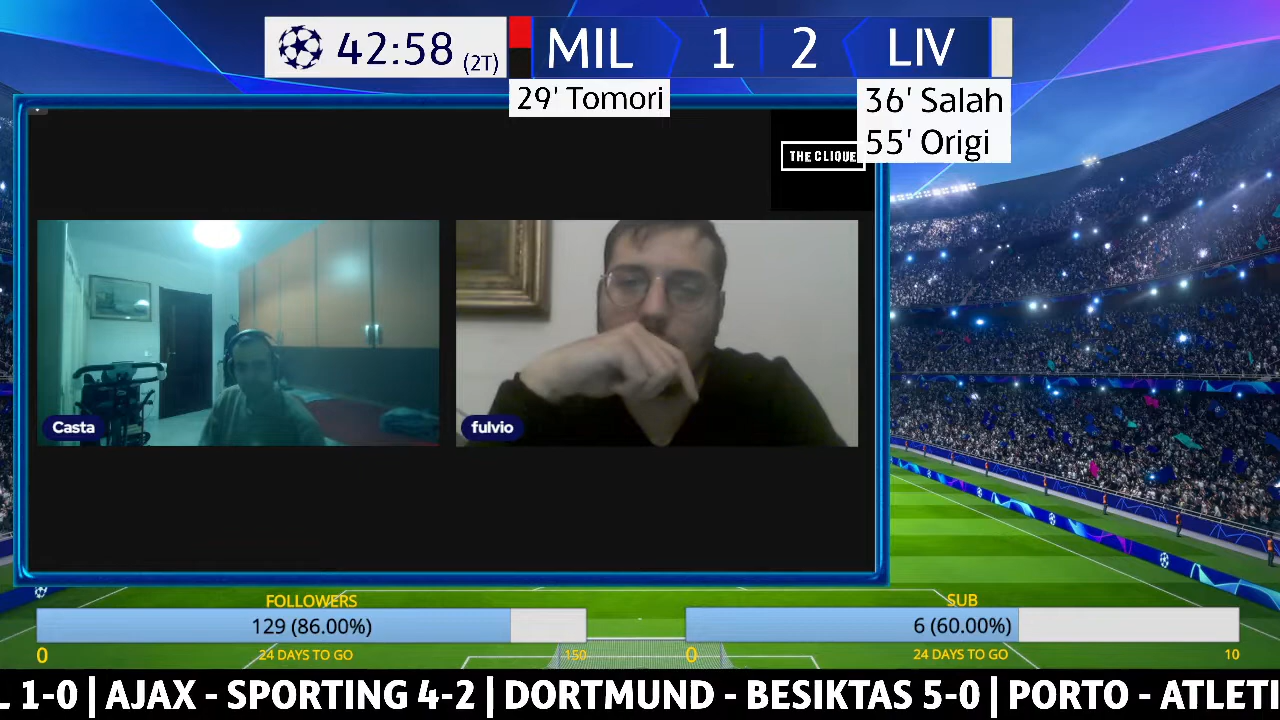 42:58 (2T) MIL 1 2 LIV
29' Tomori
36' Salah
55' Origi
THE CLIQUE
Casta
fulvio
FOLLOWERS
129 (86.00%)
0 24 DAYS TO GO 150
SUB
6 (60.00%)
0 24 DAYS TO GO 10
L 1-0 | AJAX - SPORTING 4-2 | DORTMUND - BESIKTAS 5-0 | PORTO - ATLETI